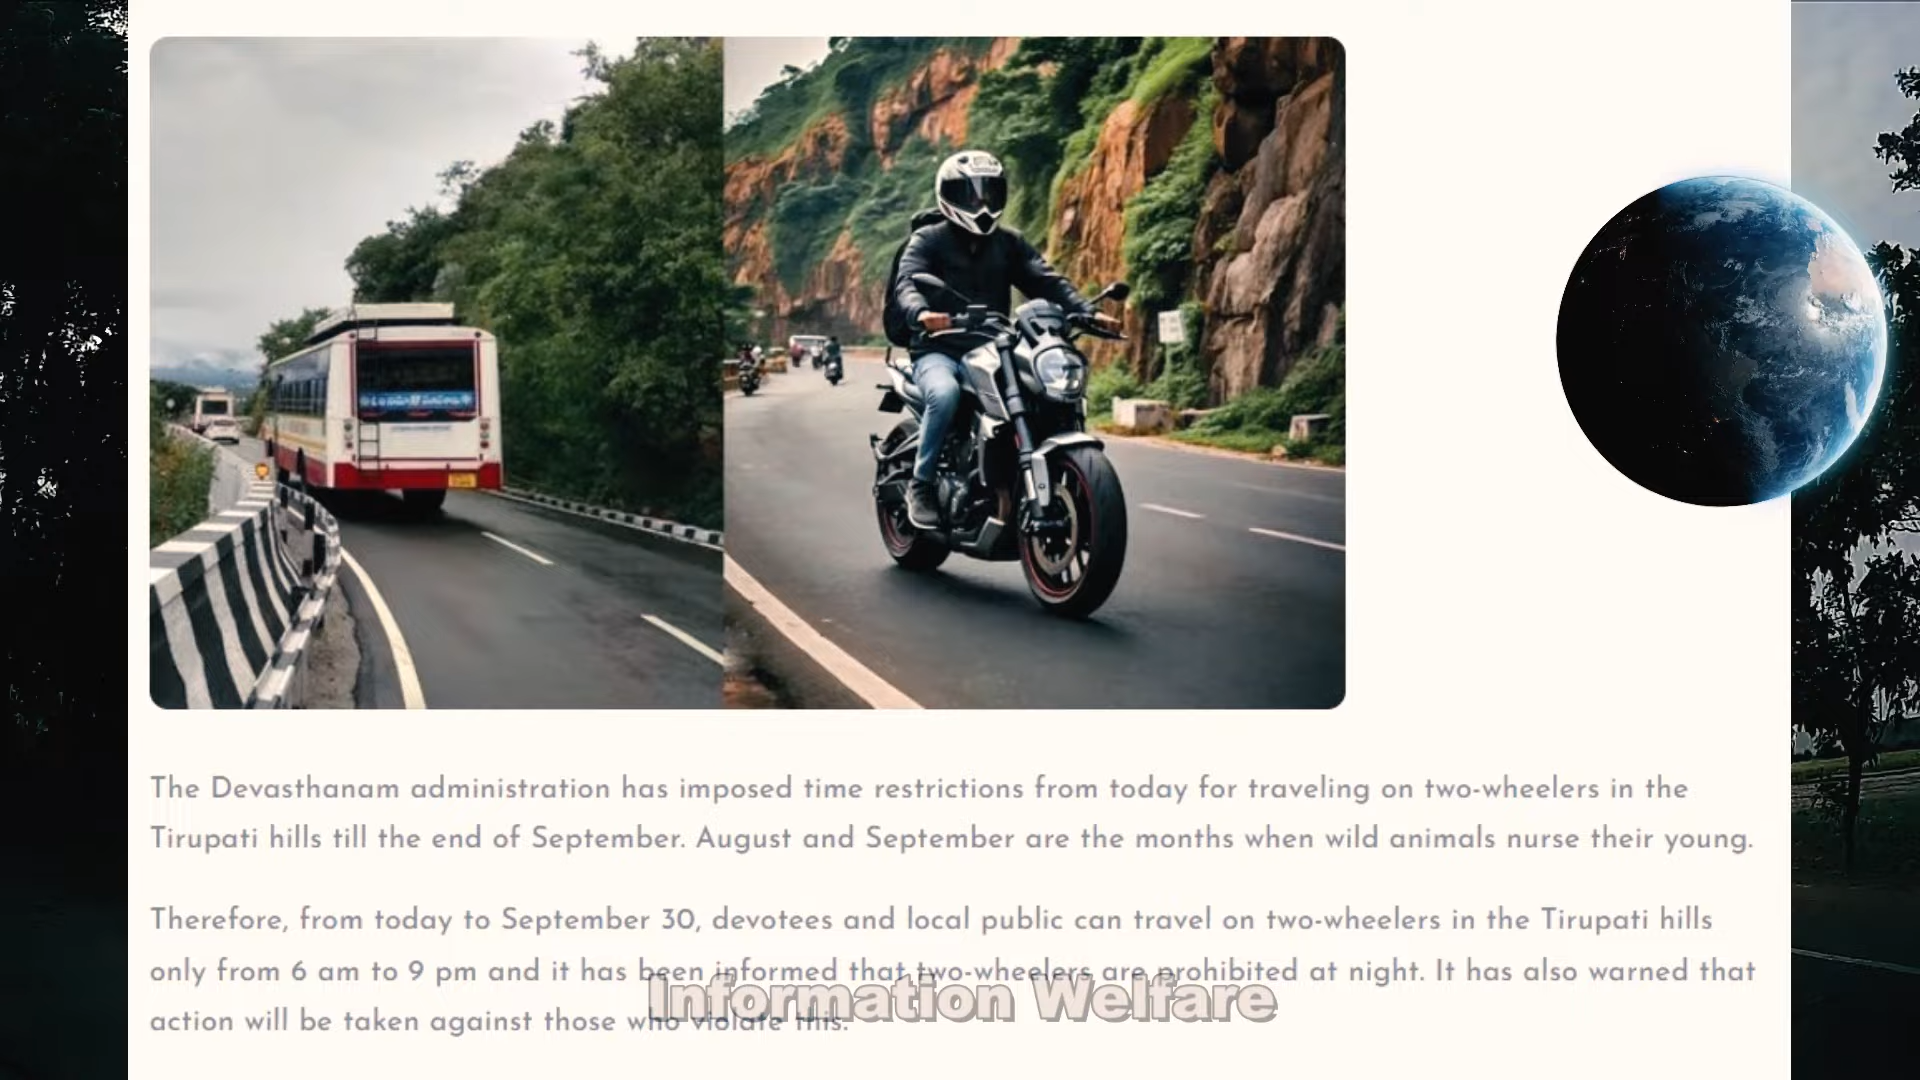 The Devasthanam administration has imposed time restrictions from today for traveling on two-wheelers in the
Tirupati hills till the end of September. August and September are the months when wild animals nurse their young.
Therefore, from today to September 30, devotees and local public can travel on two-wheelers in the Tirupati hills
only from 6 am to 9 pm and it has been informed that two-wheelers are prohibited at night. It has also warned that
action will be taken against those who violate this.
Information Welfare